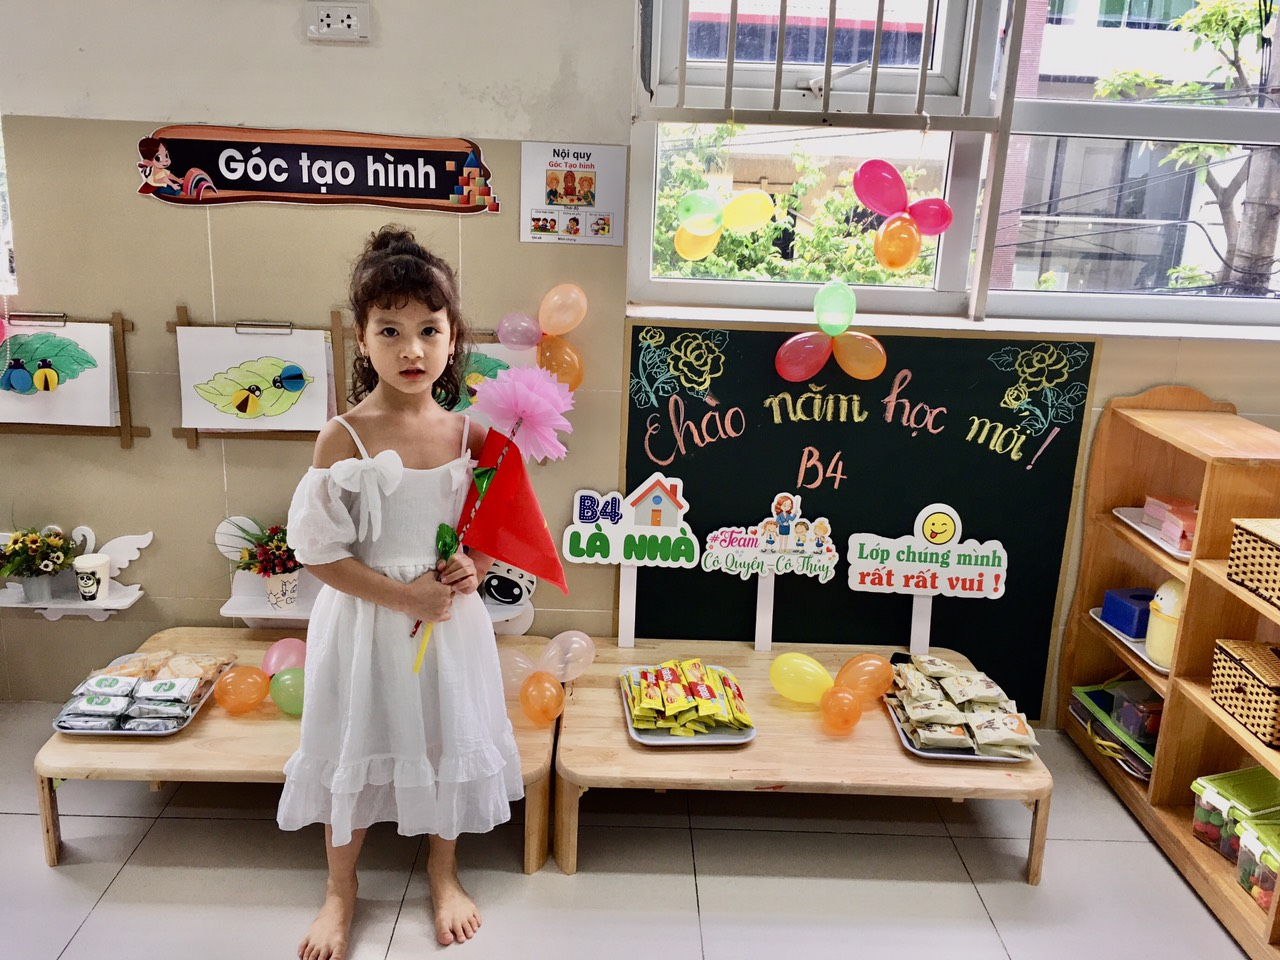 Góc tạo hình
Nội quy
Góc Tạo hình
Chào năm học mới !
B4
B4
LÀ NHÀ
#Team
Cô Quyên - Cô Thủy
Lớp chúng mình
rất rất vui !